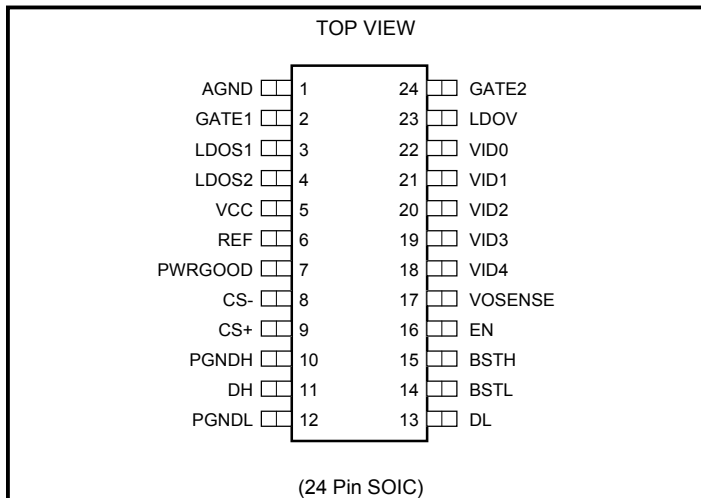 TOP VIEW
AGND 1 24 GATE2
GATE1 2 23 LDOV
LDOS1 3 22 VID0
LDOS2 4 21 VID1
VCC 5 20 VID2
REF 6 19 VID3
PWRGOOD 7 18 VID4
CS- 8 17 VOSENSE
CS+ 9 16 EN
PGNDH 10 15 BSTH
DH 11 14 BSTL
PGNDL 12 13 DL
(24 Pin SOIC)